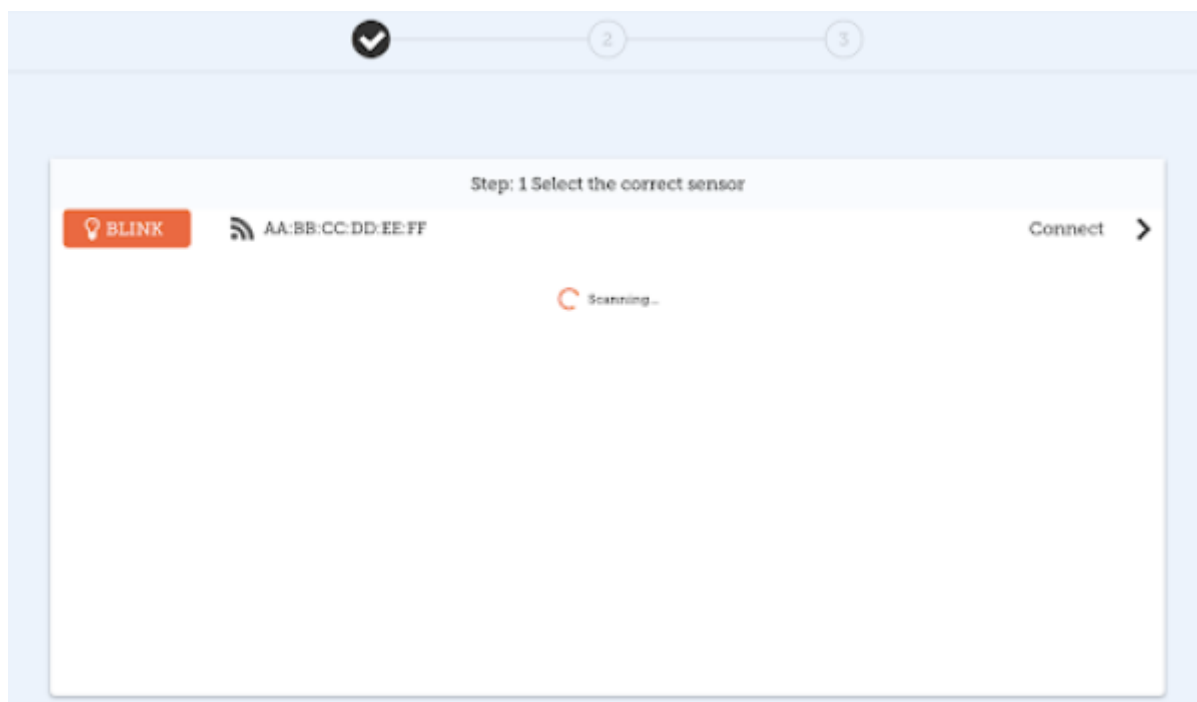 2 3
Step: 1 Select the correct sensor
BLINK AA:BB:CC:DD:EE:FF Connect
Scanning...